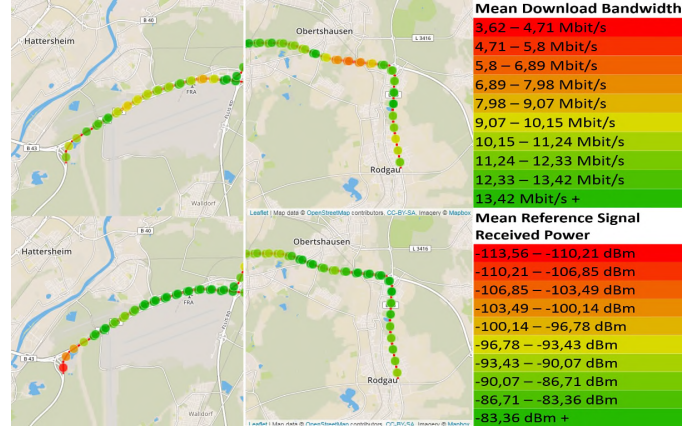 B 40
Hattersheim
FRA
B 43
Walldorf
Obertshausen
L 3416
Rodgau
Leaflet | Map data © OpenStreetMap contributors, CC-BY-SA, Imagery © Mapbox
Mean Download Bandwidth
3,62 – 4,71 Mbit/s
4,71 – 5,8 Mbit/s
5,8 – 6,89 Mbit/s
6,89 – 7,98 Mbit/s
7,98 – 9,07 Mbit/s
9,07 – 10,15 Mbit/s
10,15 – 11,24 Mbit/s
11,24 – 12,33 Mbit/s
12,33 – 13,42 Mbit/s
13,42 Mbit/s +
B 40
Hattersheim
FRA
B 43
Walldorf
Obertshausen
L 3416
Rodgau
Leaflet | Map data © OpenStreetMap contributors, CC-BY-SA, Imagery © Mapbox
Mean Reference Signal
Received Power
-113,56 – -110,21 dBm
-110,21 – -106,85 dBm
-106,85 – -103,49 dBm
-103,49 – -100,14 dBm
-100,14 – -96,78 dBm
-96,78 – -93,43 dBm
-93,43 – -90,07 dBm
-90,07 – -86,71 dBm
-86,71 – -83,36 dBm
-83,36 dBm +